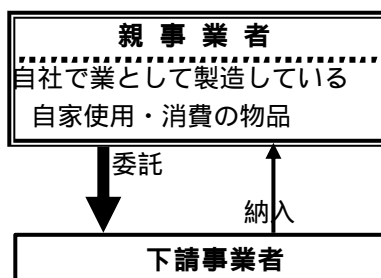 親事業者
自社で業として製造している
自家使用・消費の物品
委託
納入
下請事業者